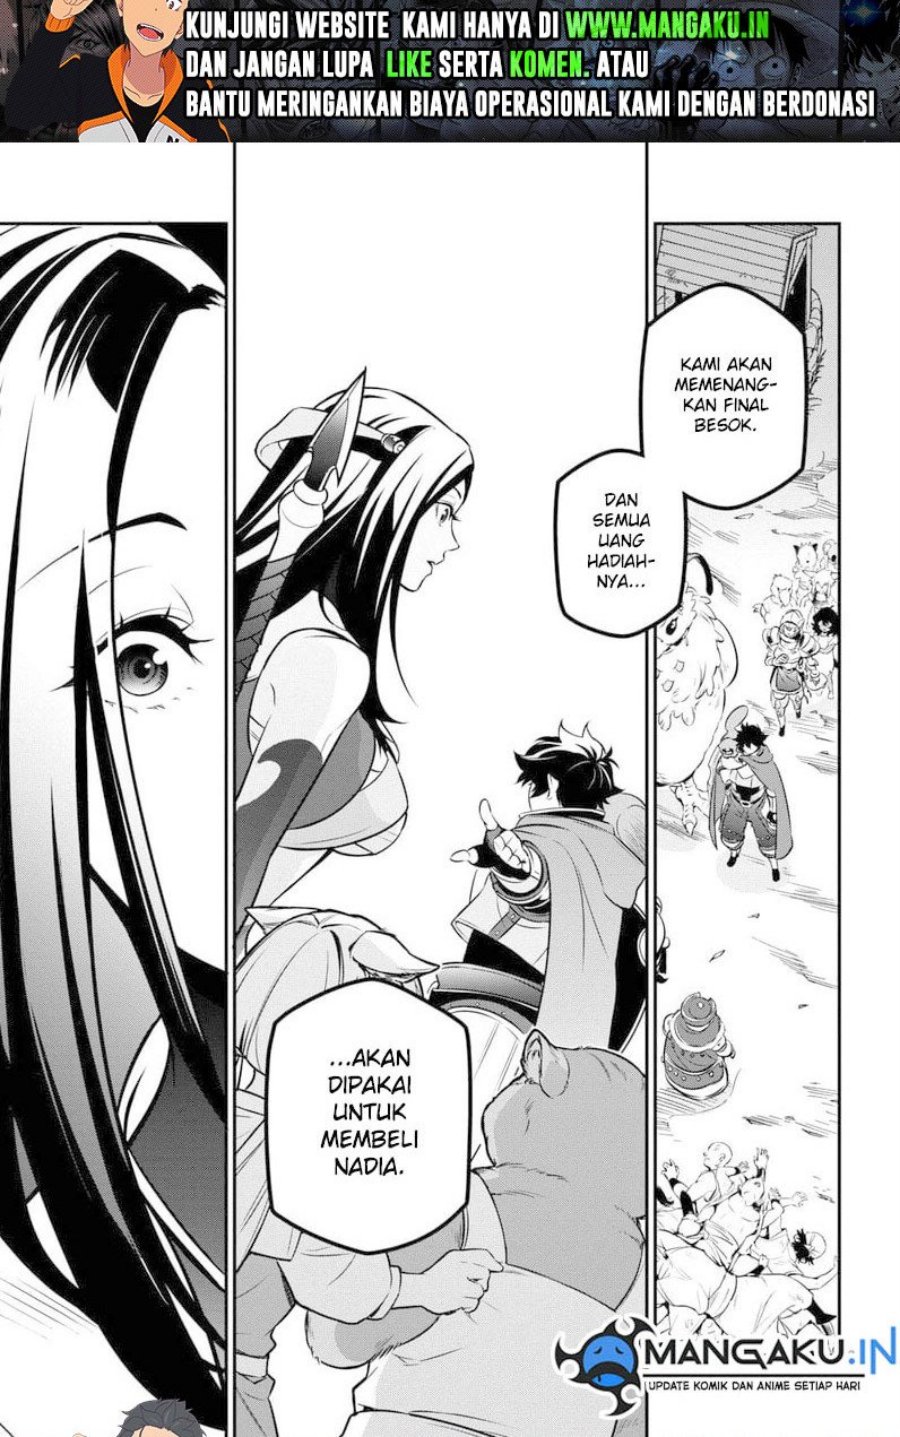 KUNJUNGI WEBSITE KAMI HANYA DI WWW.MANGAKU.IN
DAN JANGAN LUPA LIKE SERTA KOMEN. ATAU
BANTU MERINGANKAN BIAYA OPERASIONAL KAMI DENGAN BERDONASI
KAMI AKAN
MEMENANG-
KAN FINAL
BESOK.
DAN
SEMUA
UANG
HADIAH-
NYA...
...AKAN
DIPAKAI
UNTUK
MEMBELI
NADIA.
MANGAKU.IN
UPDATE KOMIK DAN ANIME SETIAP HARI